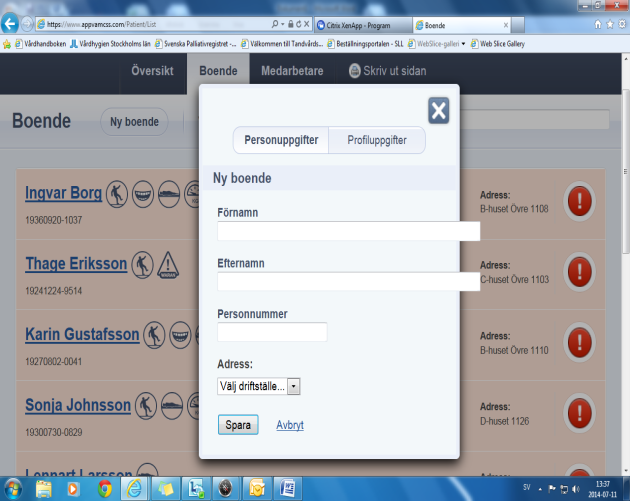 https://www.appvamcss.com/Patient/List
Citrix XenApp - Program
Boende
Vårdhandboken
Vårdhygien Stockholms län
Svenska Palliativregistret -...
Välkommen till Tandvårds...
Beställningsportalen - SLL
WebSlice-galleri
Web Slice Gallery
Översikt
Boende
Medarbetare
Skriv ut sidan
Boende
Ny boende
X
Personuppgifter
Profiluppgifter
Ny boende
Förnamn
Efternamn
Personnummer
Adress:
Välj driftställe...
Spara
Avbryt
Ingvar Borg
19360920-1037
Adress:
B-huset Övre 1108
Thage Eriksson
19241224-9514
Adress:
C-huset Övre 1103
Karin Gustafsson
19270802-0041
Adress:
B-huset Övre 1110
Sonja Johnsson
19300730-0829
Adress:
D-huset 1126
Lennart Larsson
Adress:
SV
13:37
2014-07-11